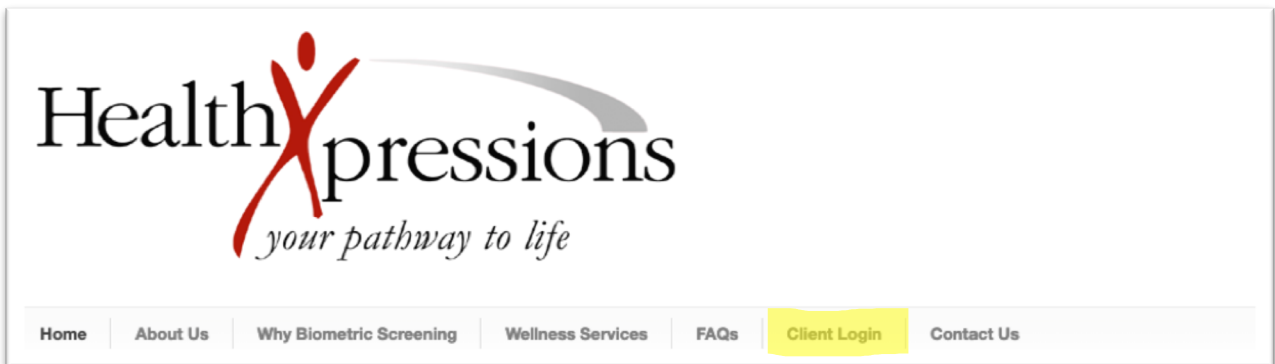 HealthXpressions
your pathway to life
Home About Us Why Biometric Screening Wellness Services FAQs Client Login Contact Us